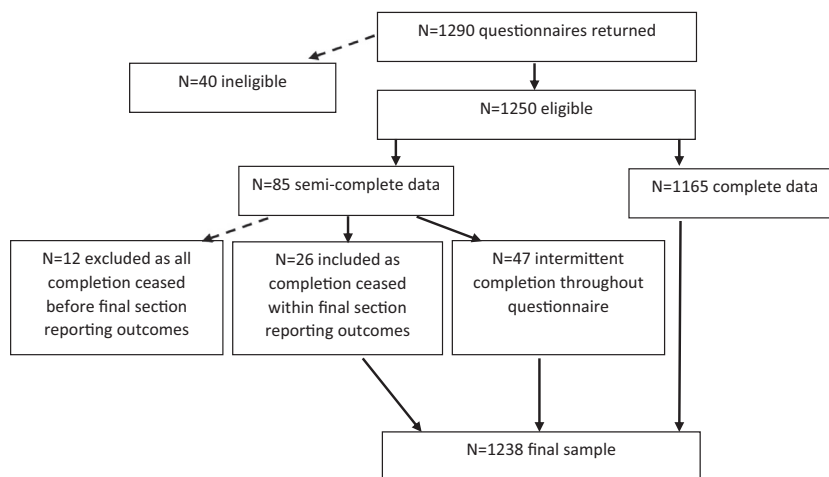 N=1290 questionnaires returned
N=40 ineligible
N=1250 eligible
N=85 semi-complete data
N=1165 complete data
N=12 excluded as all
completion ceased
before final section
reporting outcomes
N=26 included as
completion ceased
within final section
reporting outcomes
N=47 intermittent
completion throughout
questionnaire
N=1238 final sample